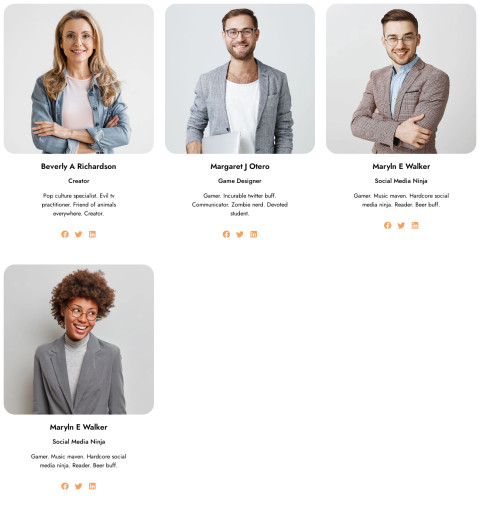 Beverly A Richardson
Creator
Pop culture specialist. Evil tv
practitioner. Friend of animals
everywhere. Creator.
Margaret J Otero
Game Designer
Gamer. Incurable twitter buff.
Communicator. Zombie nerd. Devoted
student.
Maryln E Walker
Social Media Ninja
Gamer. Music maven. Hardcore social
media ninja. Reader. Beer buff.
Maryln E Walker
Social Media Ninja
Gamer. Music maven. Hardcore social
media ninja. Reader. Beer buff.